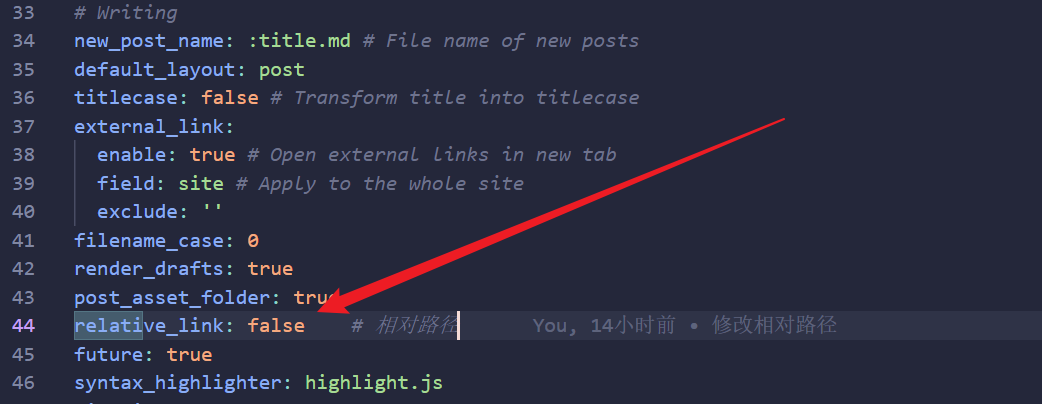 33 # Writing
34 new_post_name: :title.md # File name of new posts
35 default_layout: post
36 titlecase: false # Transform title into titlecase
37 external_link:
38 enable: true # Open external links in new tab
39 field: site # Apply to the whole site
40 exclude: ''
41 filename_case: 0
42 render_drafts: true
43 post_asset_folder: true
44 relative_link: false # 相对路径 You, 14小时前 • 修改相对路径
45 future: true
46 syntax_highlighter: highlight.js